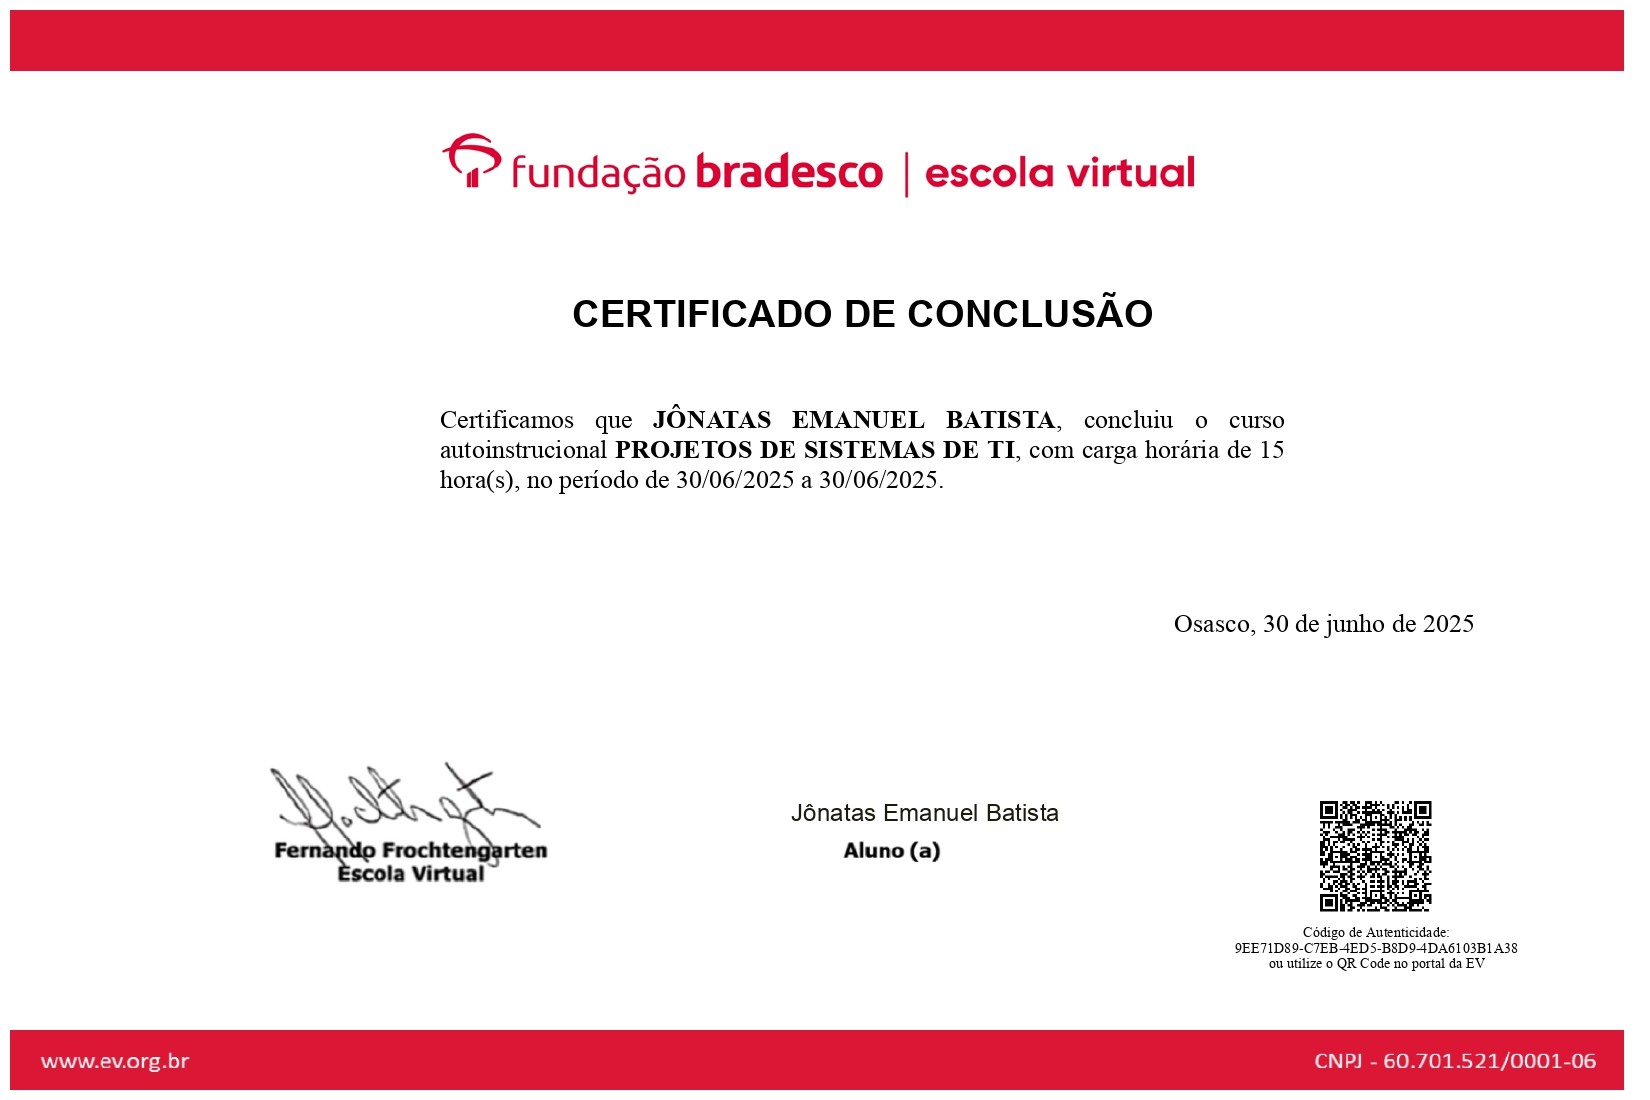 fundação bradesco | escola virtual
CERTIFICADO DE CONCLUSÃO
Certificamos que JÔNATAS EMANUEL BATISTA, concluiu o curso
autoinstrucional PROJETOS DE SISTEMAS DE TI, com carga horária de 15
hora(s), no período de 30/06/2025 a 30/06/2025.
Osasco, 30 de junho de 2025
Fernando Frochtengarten
Escola Virtual
Jônatas Emanuel Batista
Aluno (a)
Código de Autenticidade:
9EE71D89-C7EB-4ED5-B8D9-4DA6103B1A38
ou utilize o QR Code no portal da EV
www.ev.org.br
CNPJ - 60.701.521/0001-06